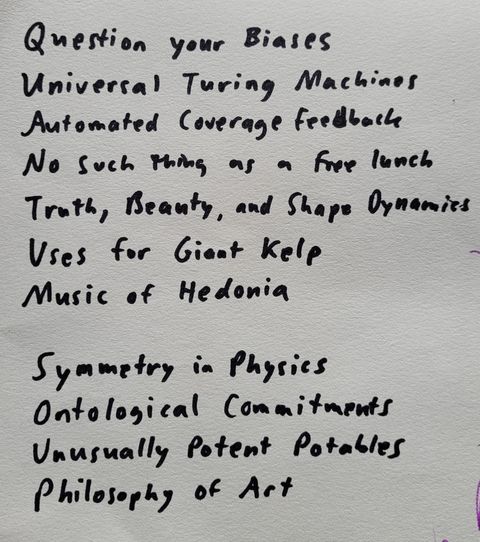 Question your Biases
Universal Turing Machines
Automated Coverage Feedback
No Such thing as a free lunch
Truth, Beauty, and Shape Dynamics
Uses for Giant Kelp
Music of Hedonia
Symmetry in Physics
Ontological Commitments
Unusually Potent Potables
Philosophy of Art